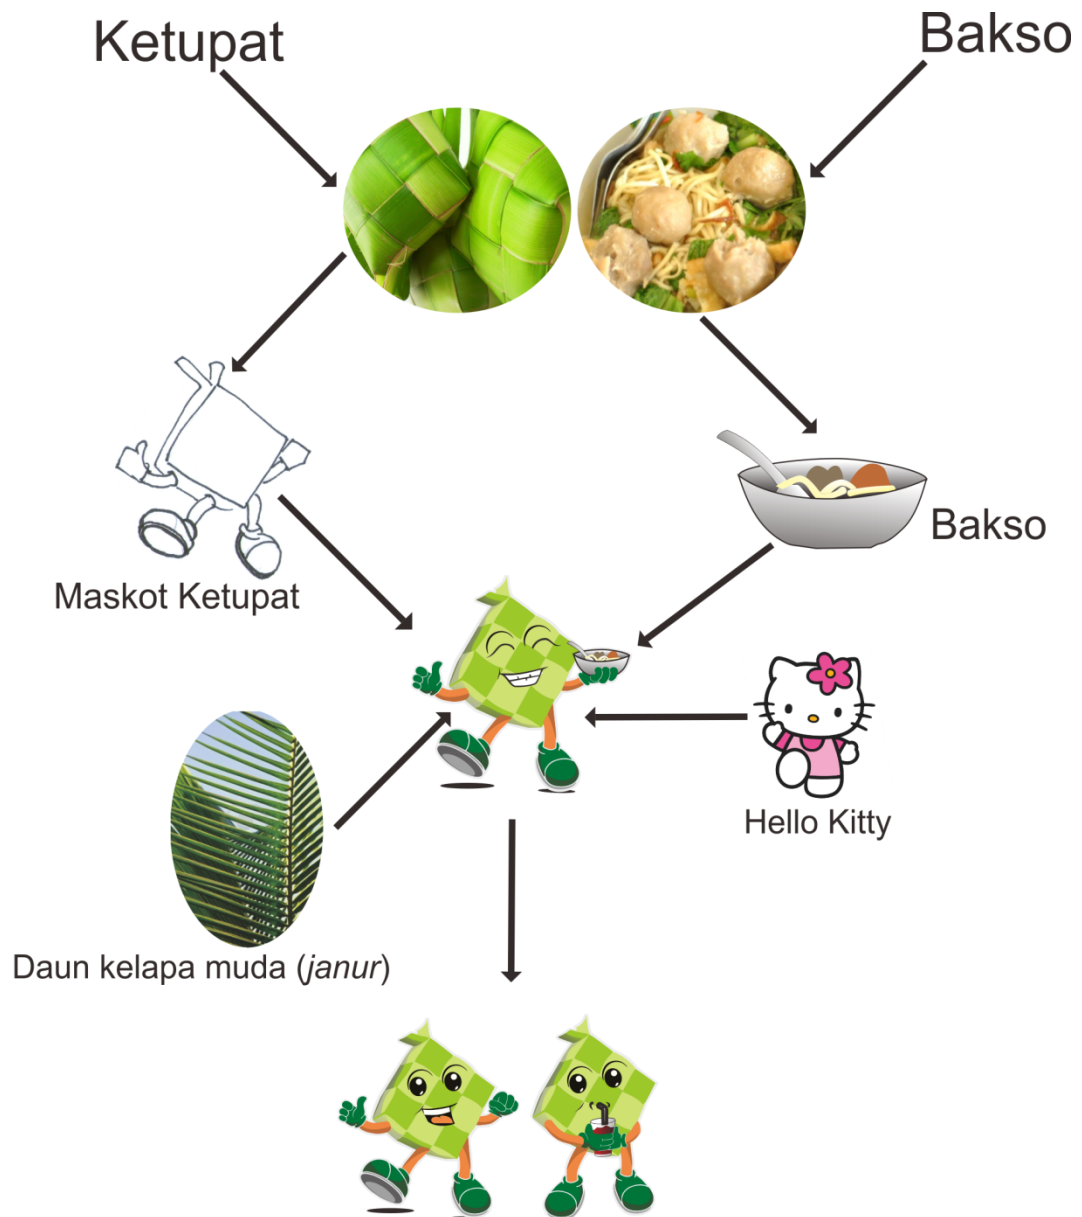 Ketupat
Bakso
Bakso
Maskot Ketupat
Hello Kitty
Daun kelapa muda (janur)